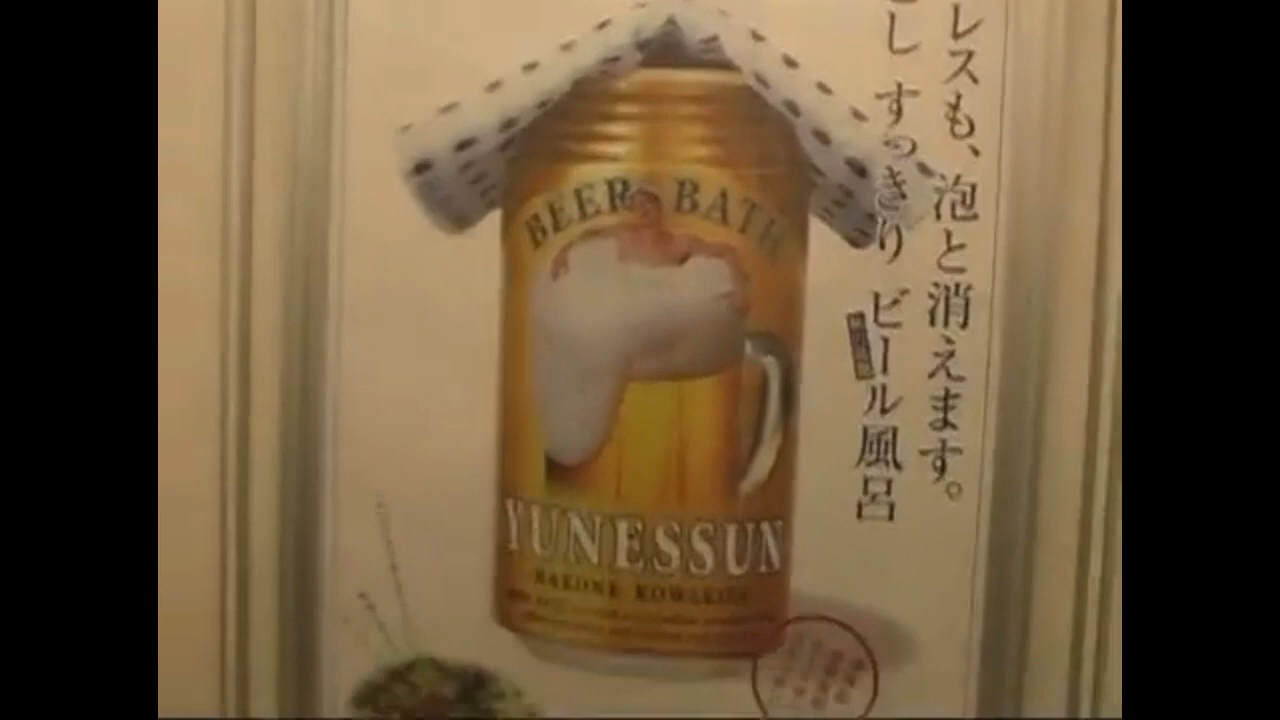 レスも、泡と消えます。
し すっきり ビール風呂
BEER BATH
YUNESSUN
HAKONE KOWAKIEN